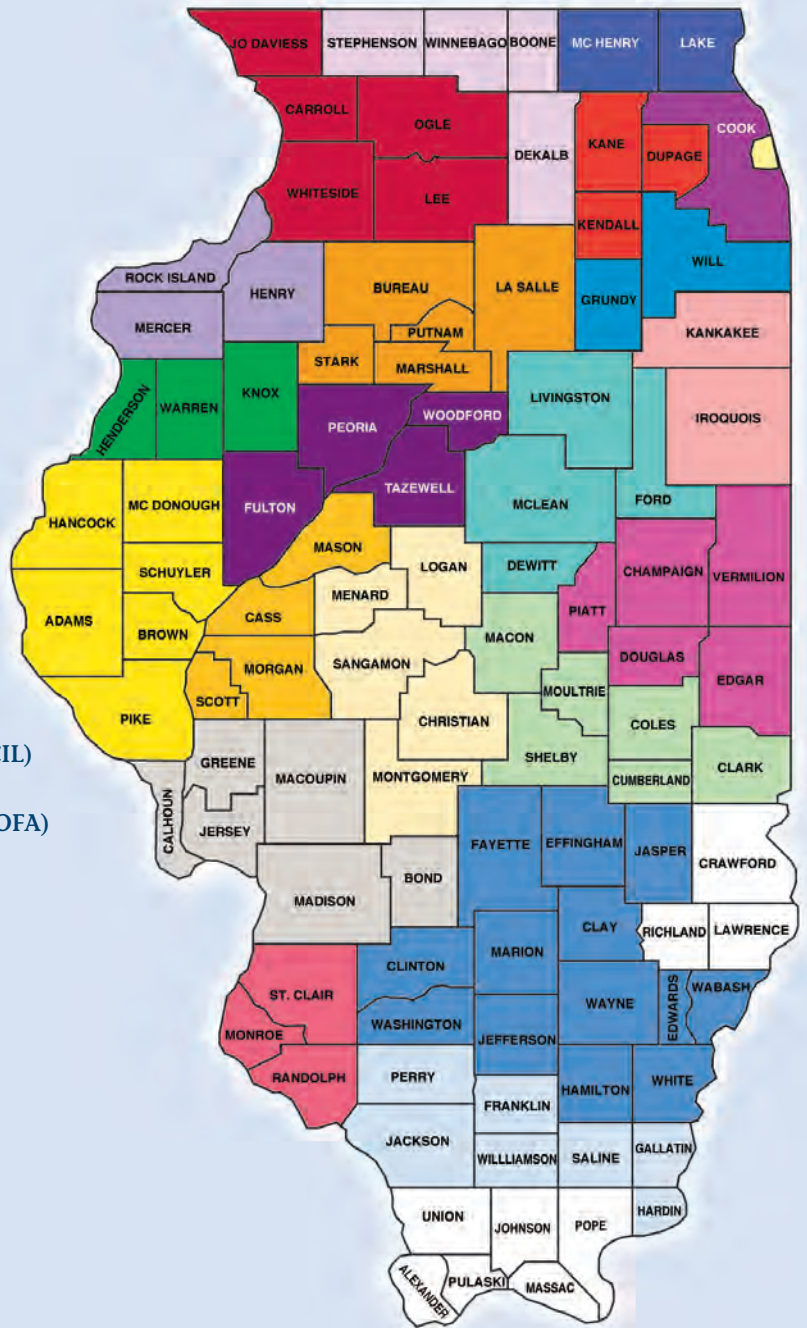 JO DAVIESS
STEPHENSON
WINNEBAGO
BOONE
MC HENRY
LAKE
CARROLL
OGLE
DEKALB
KANE
DUPAGE
COOK
WHITESIDE
LEE
KENDALL
WILL
ROCK ISLAND
HENRY
BUREAU
LA SALLE
GRUNDY
MERCER
PUTNAM
KANKAKEE
STARK
MARSHALL
HENDERSON
WARREN
KNOX
PEORIA
WOODFORD
LIVINGSTON
IROQUOIS
FULTON
TAZEWELL
MCLEAN
FORD
HANCOCK
MC DONOUGH
MASON
SCHUYLER
LOGAN
DEWITT
CHAMPAIGN
VERMILION
MENARD
PIATT
ADAMS
BROWN
CASS
MACON
MORGAN
SANGAMON
DOUGLAS
EDGAR
SCOTT
MOULTRIE
PIKE
CHRISTIAN
COLES
CIL)
GREENE
MACOUPIN
MONTGOMERY
SHELBY
CUMBERLAND
CLARK
OFA)
CALHOUN
JERSEY
FAYETTE
EFFINGHAM
JASPER
CRAWFORD
BOND
MADISON
CLAY
RICHLAND
LAWRENCE
MARION
CLINTON
ST. CLAIR
WAYNE
EDWARDS
WABASH
MONROE
WASHINGTON
JEFFERSON
RANDOLPH
PERRY
HAMILTON
WHITE
FRANKLIN
JACKSON
WILLLIAMSON
SALINE
GALLATIN
UNION
JOHNSON
POPE
HARDIN
ALEXANDER
PULASKI
MASSAC